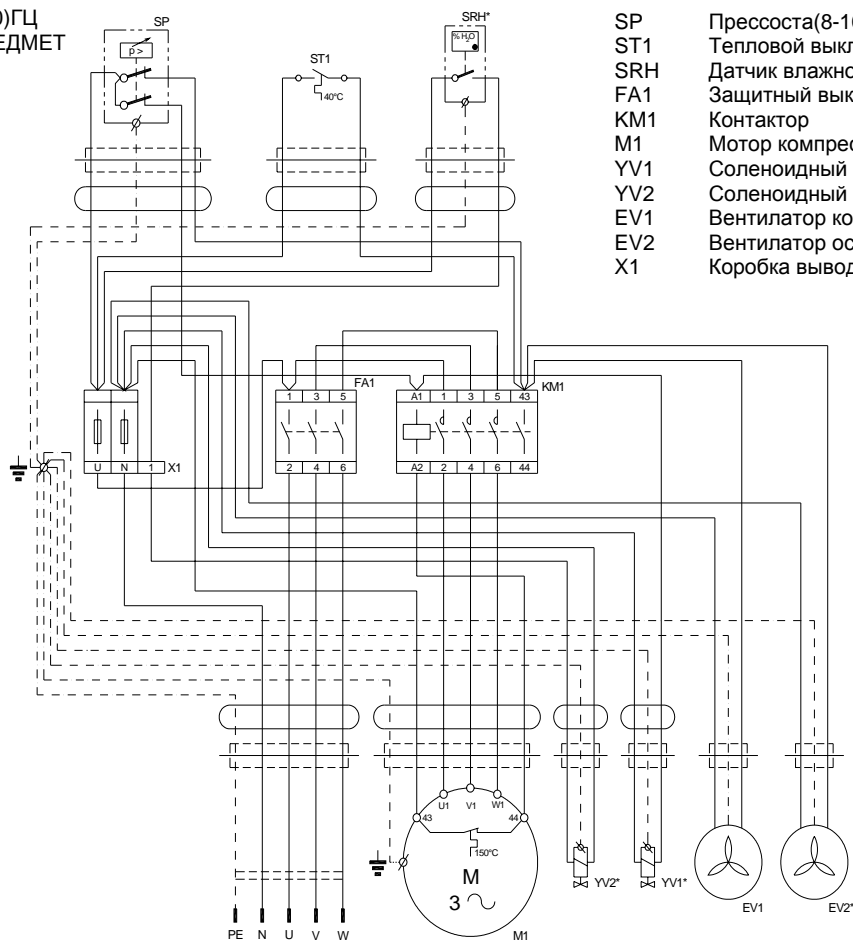 )ГЦ
ЕДМЕТ
SP
p >
ST1
40°C
SRH*
% H₂O
SP Прессоста(8-1
ST1 Тепловой выкл
SRH Датчик влажно
FA1 Защитный вык
KM1 Контактор
M1 Мотор компрес
YV1 Соленоидный
YV2 Соленоидный
EV1 Вентилятор ко
EV2 Вентилятор ос
X1 Коробка вывод
U N 1 X1
FA1
1 3 5
2 4 6
KM1
A1 1 3 5 43
A2 2 4 6 44
43 U1 V1 W1 44
150°C
M
3
M1
YV2*
YV1*
EV1
EV2*
PE N U V W